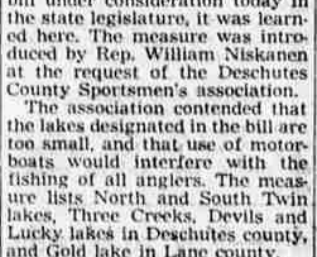 bill under consideration today in
the state legislature, it was learn-
ed here. The measure was intro-
duced by Rep. William Niskanen
at the request of the Deschutes
County Sportsmen's association.
The association contended that
the lakes designated in the bill are
too small, and that use of motor-
boats would interfere with the
fishing of all anglers. The meas-
ure lists North and South Twin
lakes, Three Creeks, Devils and
Lucky lakes in Deschutes county,
and Gold lake in Lane county.